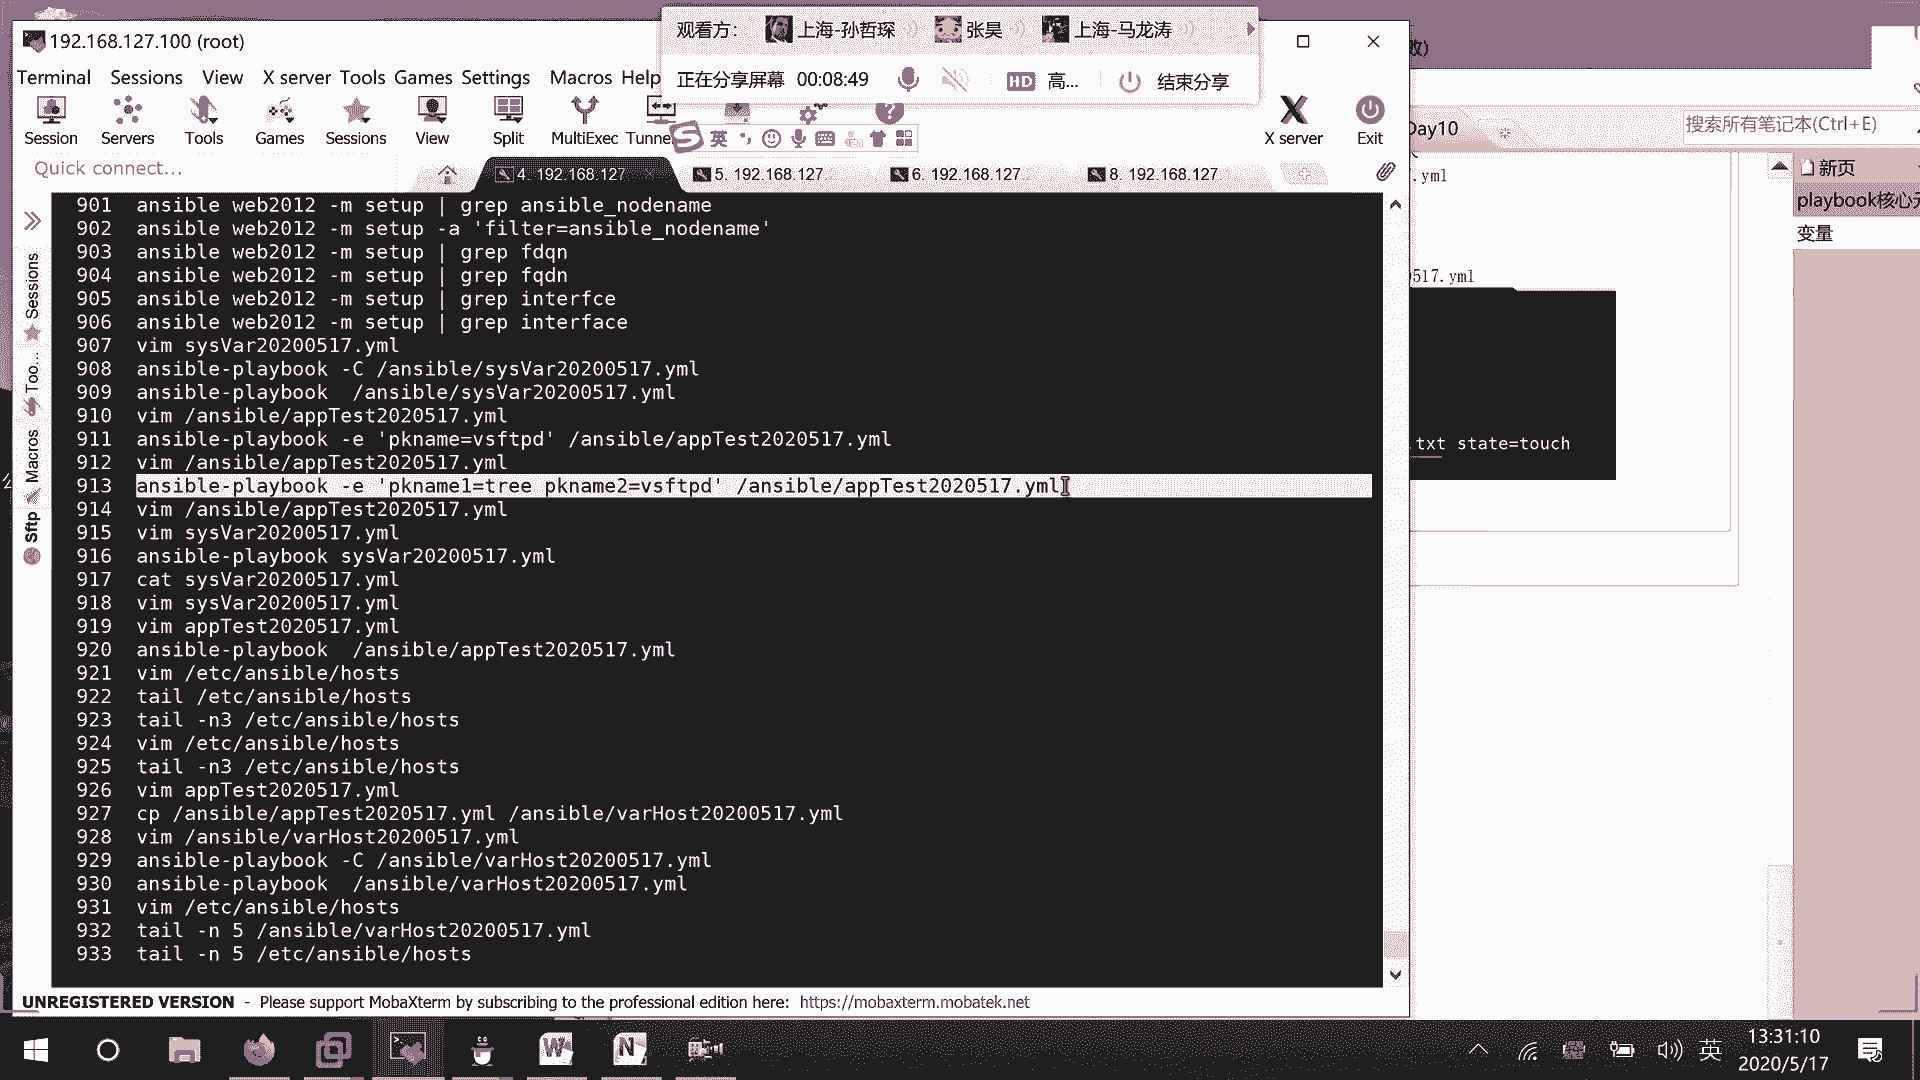 192.168.127.100 (root)
观看方： 上海-孙哲琛 张昊 上海-马龙涛
正在分享屏幕 00:08:49 HD 高... 结束分享
Terminal Sessions View X server Tools Games Settings Macros Help
Session Servers Tools Games Sessions View Split MultiExec Tunne X server Exit
英
Quick connect...
4. 192.168.127 5. 192.168.127. 6. 192.168.127. 8. 192.168.127.
Sessions
Too...
Macros
Sftp
901 ansible web2012 -m setup | grep ansible_nodename
902 ansible web2012 -m setup -a 'filter=ansible_nodename'
903 ansible web2012 -m setup | grep fdqn
904 ansible web2012 -m setup | grep fqdn
905 ansible web2012 -m setup | grep interfce
906 ansible web2012 -m setup | grep interface
907 vim sysVar20200517.yml
908 ansible-playbook -C /ansible/sysVar20200517.yml
909 ansible-playbook  /ansible/sysVar20200517.yml
910 vim /ansible/appTest2020517.yml
911 ansible-playbook -e 'pkname=vsftpd' /ansible/appTest2020517.yml
912 vim /ansible/appTest2020517.yml
913 ansible-playbook -e 'pkname1=tree pkname2=vsftpd' /ansible/appTest2020517.yml
914 vim /ansible/appTest2020517.yml
915 vim sysVar20200517.yml
916 ansible-playbook sysVar20200517.yml
917 cat sysVar20200517.yml
918 vim sysVar20200517.yml
919 vim appTest2020517.yml
920 ansible-playbook  /ansible/appTest2020517.yml
921 vim /etc/ansible/hosts
922 tail /etc/ansible/hosts
923 tail -n3 /etc/ansible/hosts
924 vim /etc/ansible/hosts
925 tail -n3 /etc/ansible/hosts
926 vim appTest2020517.yml
927 cp /ansible/appTest2020517.yml /ansible/varHost20200517.yml
928 vim /ansible/varHost20200517.yml
929 ansible-playbook -C /ansible/varHost20200517.yml
930 ansible-playbook  /ansible/varHost20200517.yml
931 vim /etc/ansible/hosts
932 tail -n 5 /ansible/varHost20200517.yml
933 tail -n 5 /etc/ansible/hosts
UNREGISTERED VERSION - Please support MobaXterm by subscribing to the professional edition here: https://mobaxterm.mobatek.net
Day10
搜索所有笔记本(Ctrl+E)
.yml
0517.yml
.txt state=touch
新页
playbook核心元
变量
英
13:31:10
2020/5/17